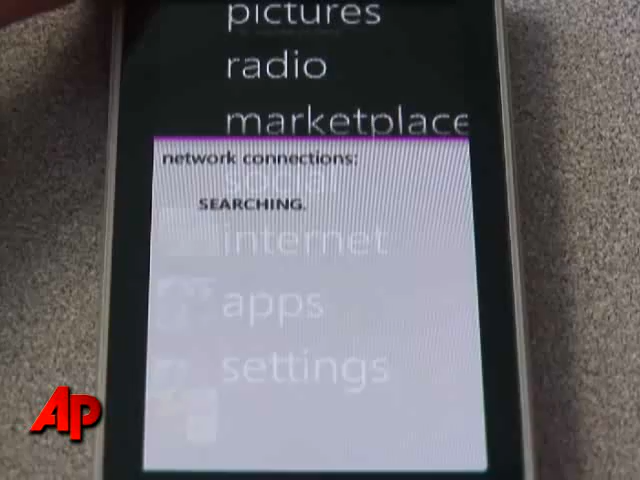 pictures
radio
marketplace
network connections:
social
SEARCHING.
internet
apps
settings
AP